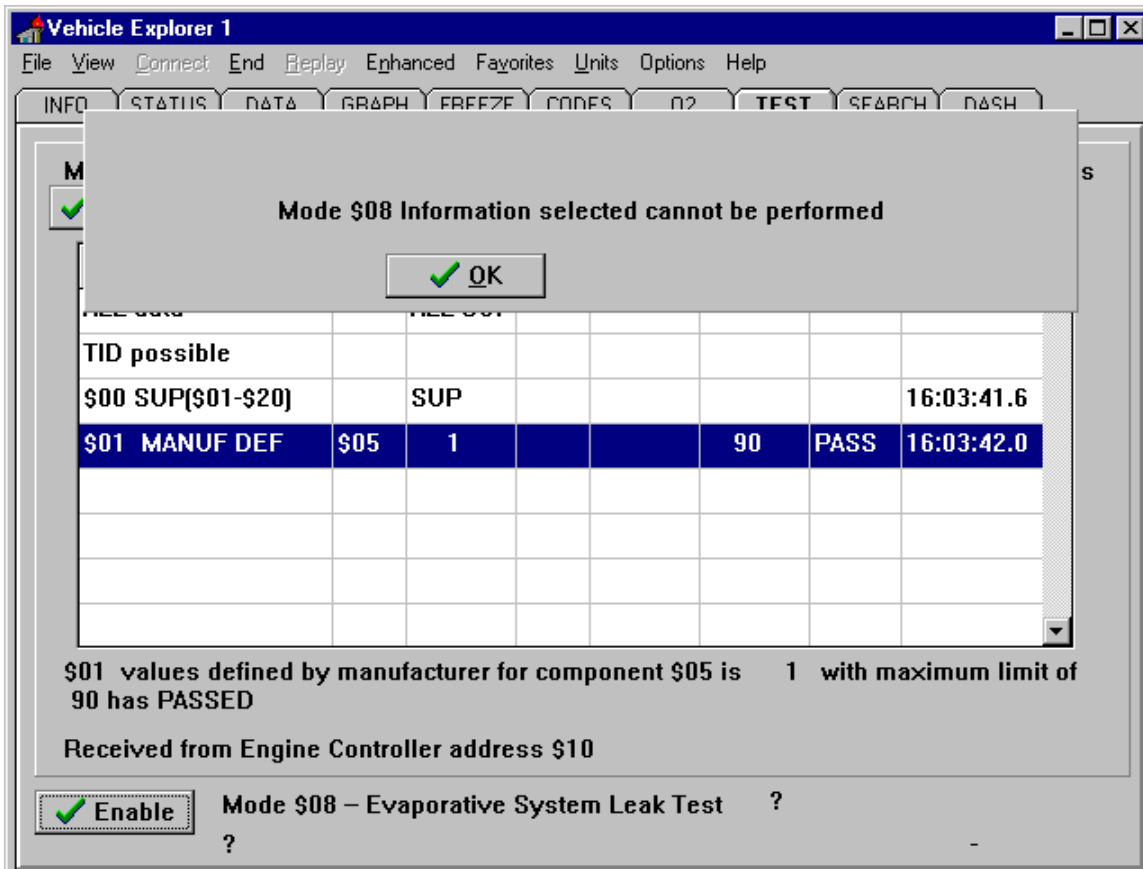 Vehicle Explorer 1
File View Connect End Replay Enhanced Favorites Units Options Help
INFO STATUS DATA GRAPH FREEZE CODES O2 TEST SEARCH DASH
M s
Mode $08 Information selected cannot be performed
OK
TID possible
$00 SUP($01-$20) SUP 16:03:41.6
$01 MANUF DEF $05 1 90 PASS 16:03:42.0
$01 values defined by manufacturer for component $05 is 1 with maximum limit of
90 has PASSED
Received from Engine Controller address $10
Enable Mode $08 – Evaporative System Leak Test ?
? -